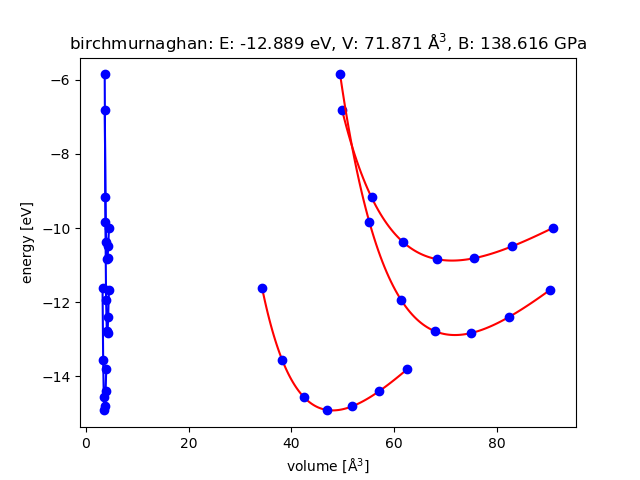 birchmurnaghan: E: -12.889 eV, V: 71.871 Å³, B: 138.616 GPa
−6
−8
−10
−12
−14
energy [eV]
0 20 40 60 80
volume [Å³]